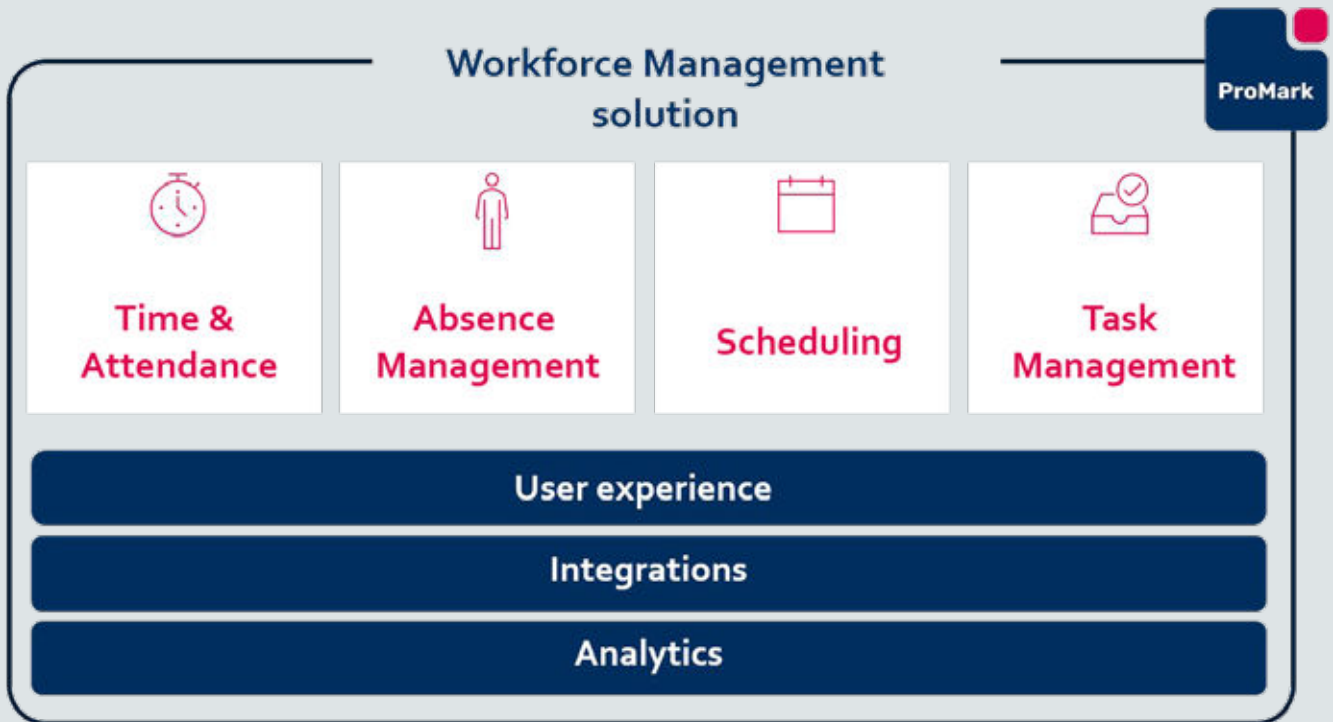 Workforce Management
solution
ProMark
Time &
Attendance
Absence
Management
Scheduling
Task
Management
User experience
Integrations
Analytics